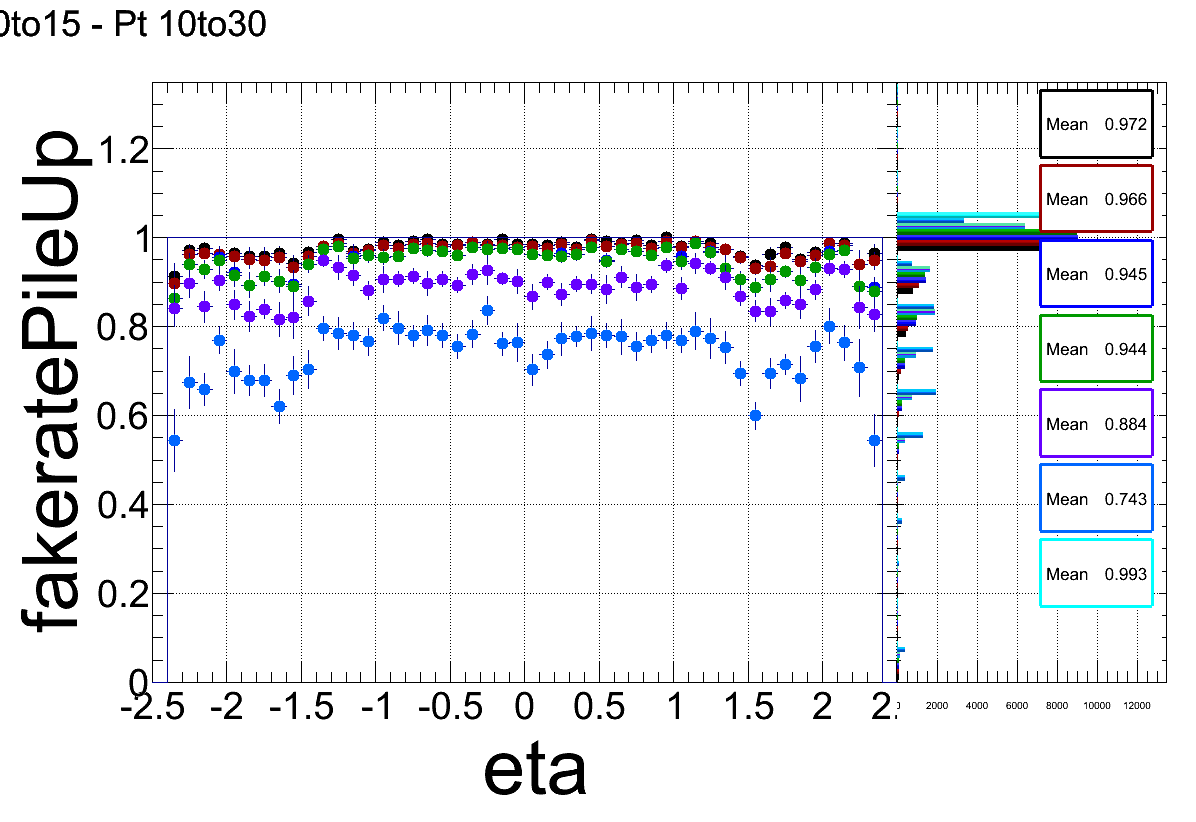 0to15 - Pt 10to30
fakeratePileUp
1.2
1
0.8
0.6
0.4
0.2
0
-2.5 -2 -1.5 -1 -0.5 0 0.5 1 1.5 2 2.
eta
2000 4000 6000 8000 10000 12000
Mean 0.972
Mean 0.966
Mean 0.945
Mean 0.944
Mean 0.884
Mean 0.743
Mean 0.993